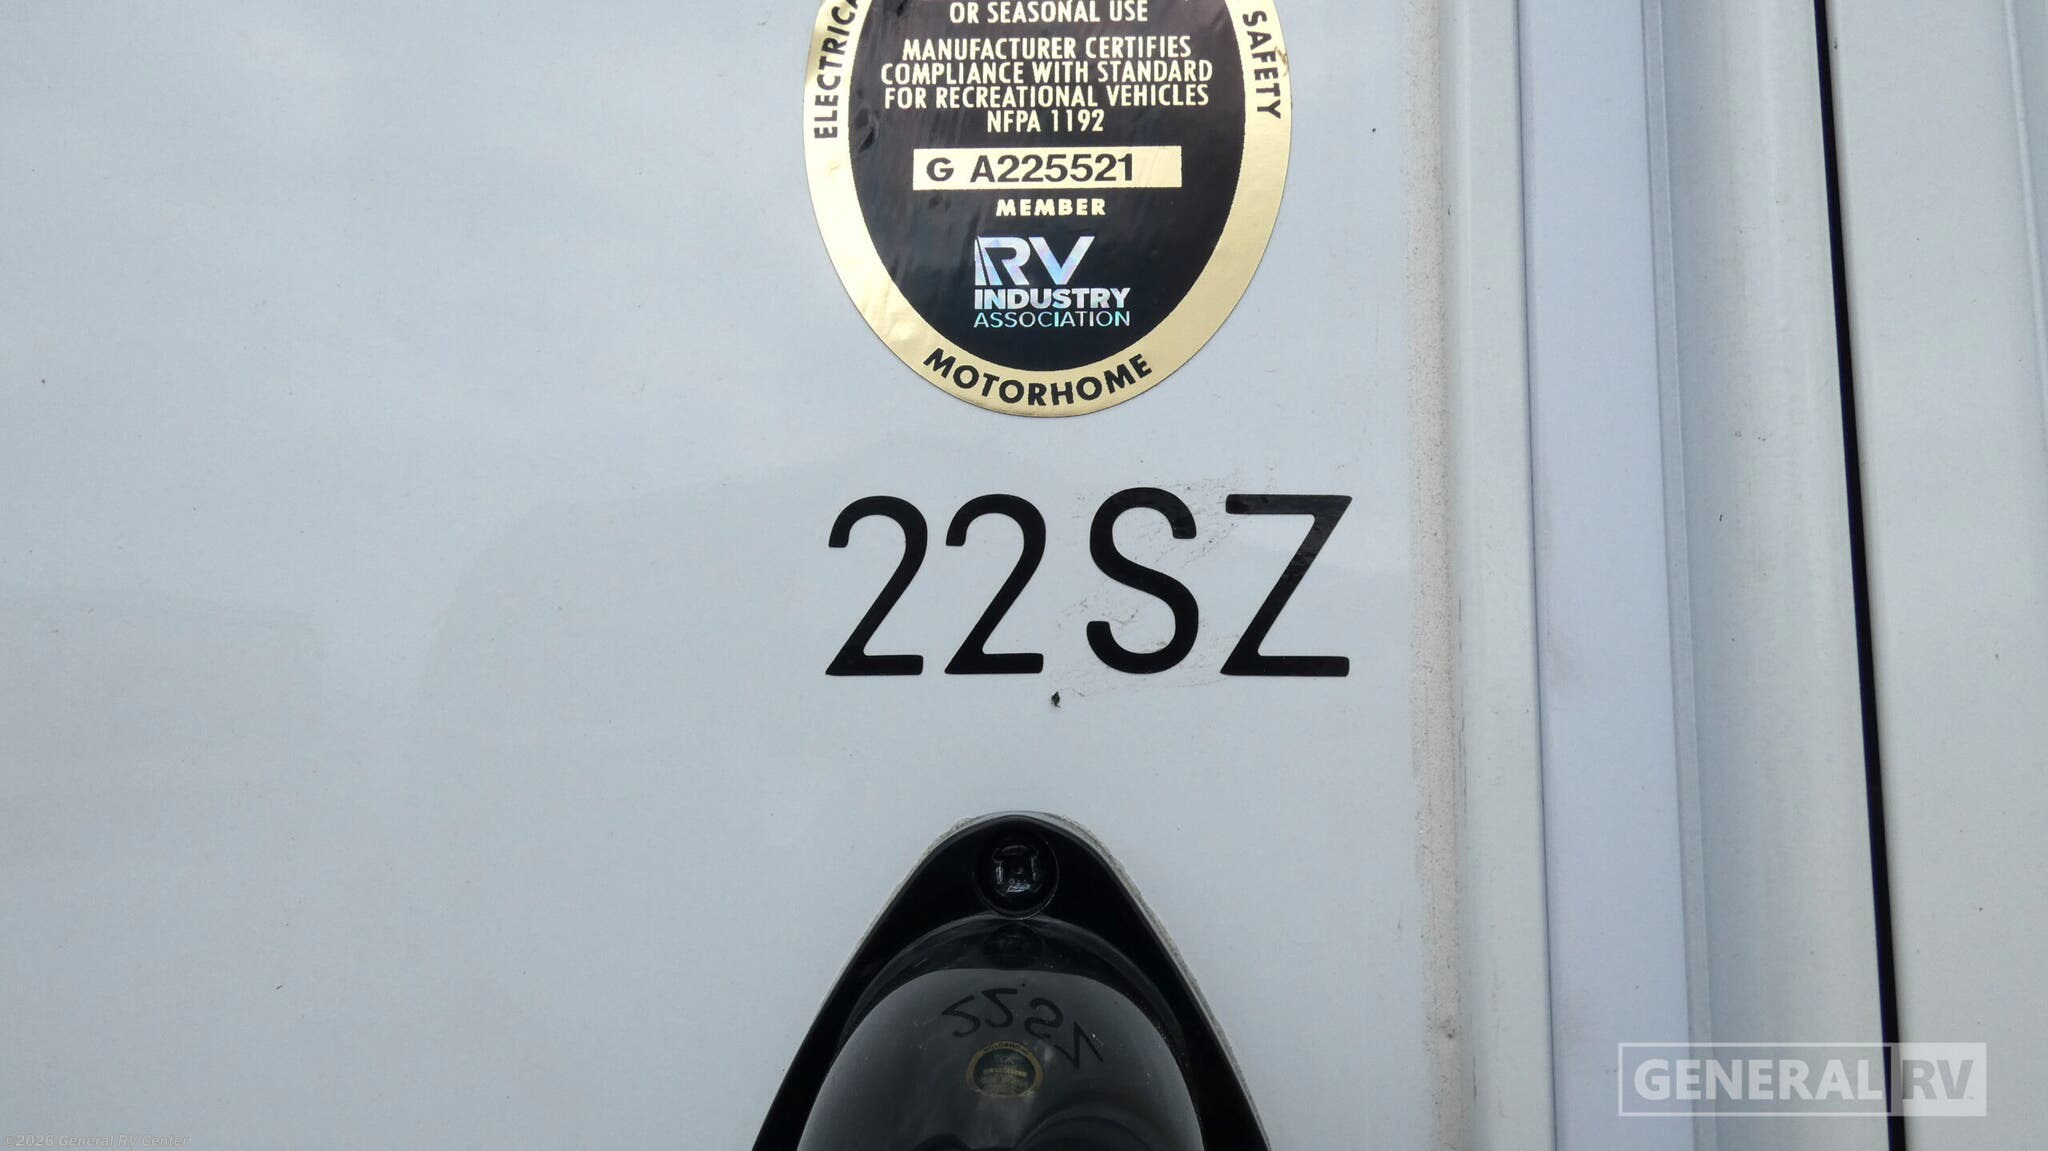 ELECTRICA
SAFETY
OR SEASONAL USE
MANUFACTURER CERTIFIES
COMPLIANCE WITH STANDARD
FOR RECREATIONAL VEHICLES
NFPA 1192
G A225521
MEMBER
RV
INDUSTRY
ASSOCIATION
MOTORHOME
22SZ
22SZ
GENERAL RV
©2026 General RV Center